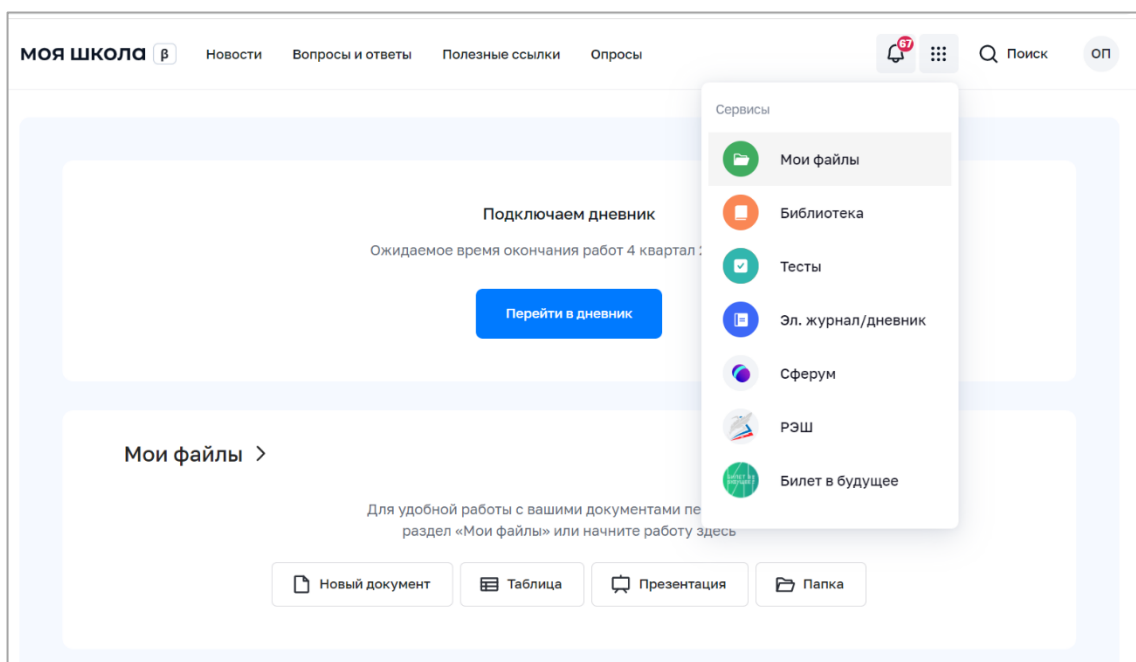 моя школа β Новости Вопросы и ответы Полезные ссылки Опросы 67 Поиск ОП
Сервисы
Мои файлы
Библиотека
Тесты
Эл. журнал/дневник
Сферум
РЭШ
Билет в будущее
Подключаем дневник
Ожидаемое время окончания работ 4 квартал
Перейти в дневник
Мои файлы >
Для удобной работы с вашими документами пе
раздел «Мои файлы» или начните работу здесь
Новый документ Таблица Презентация Папка